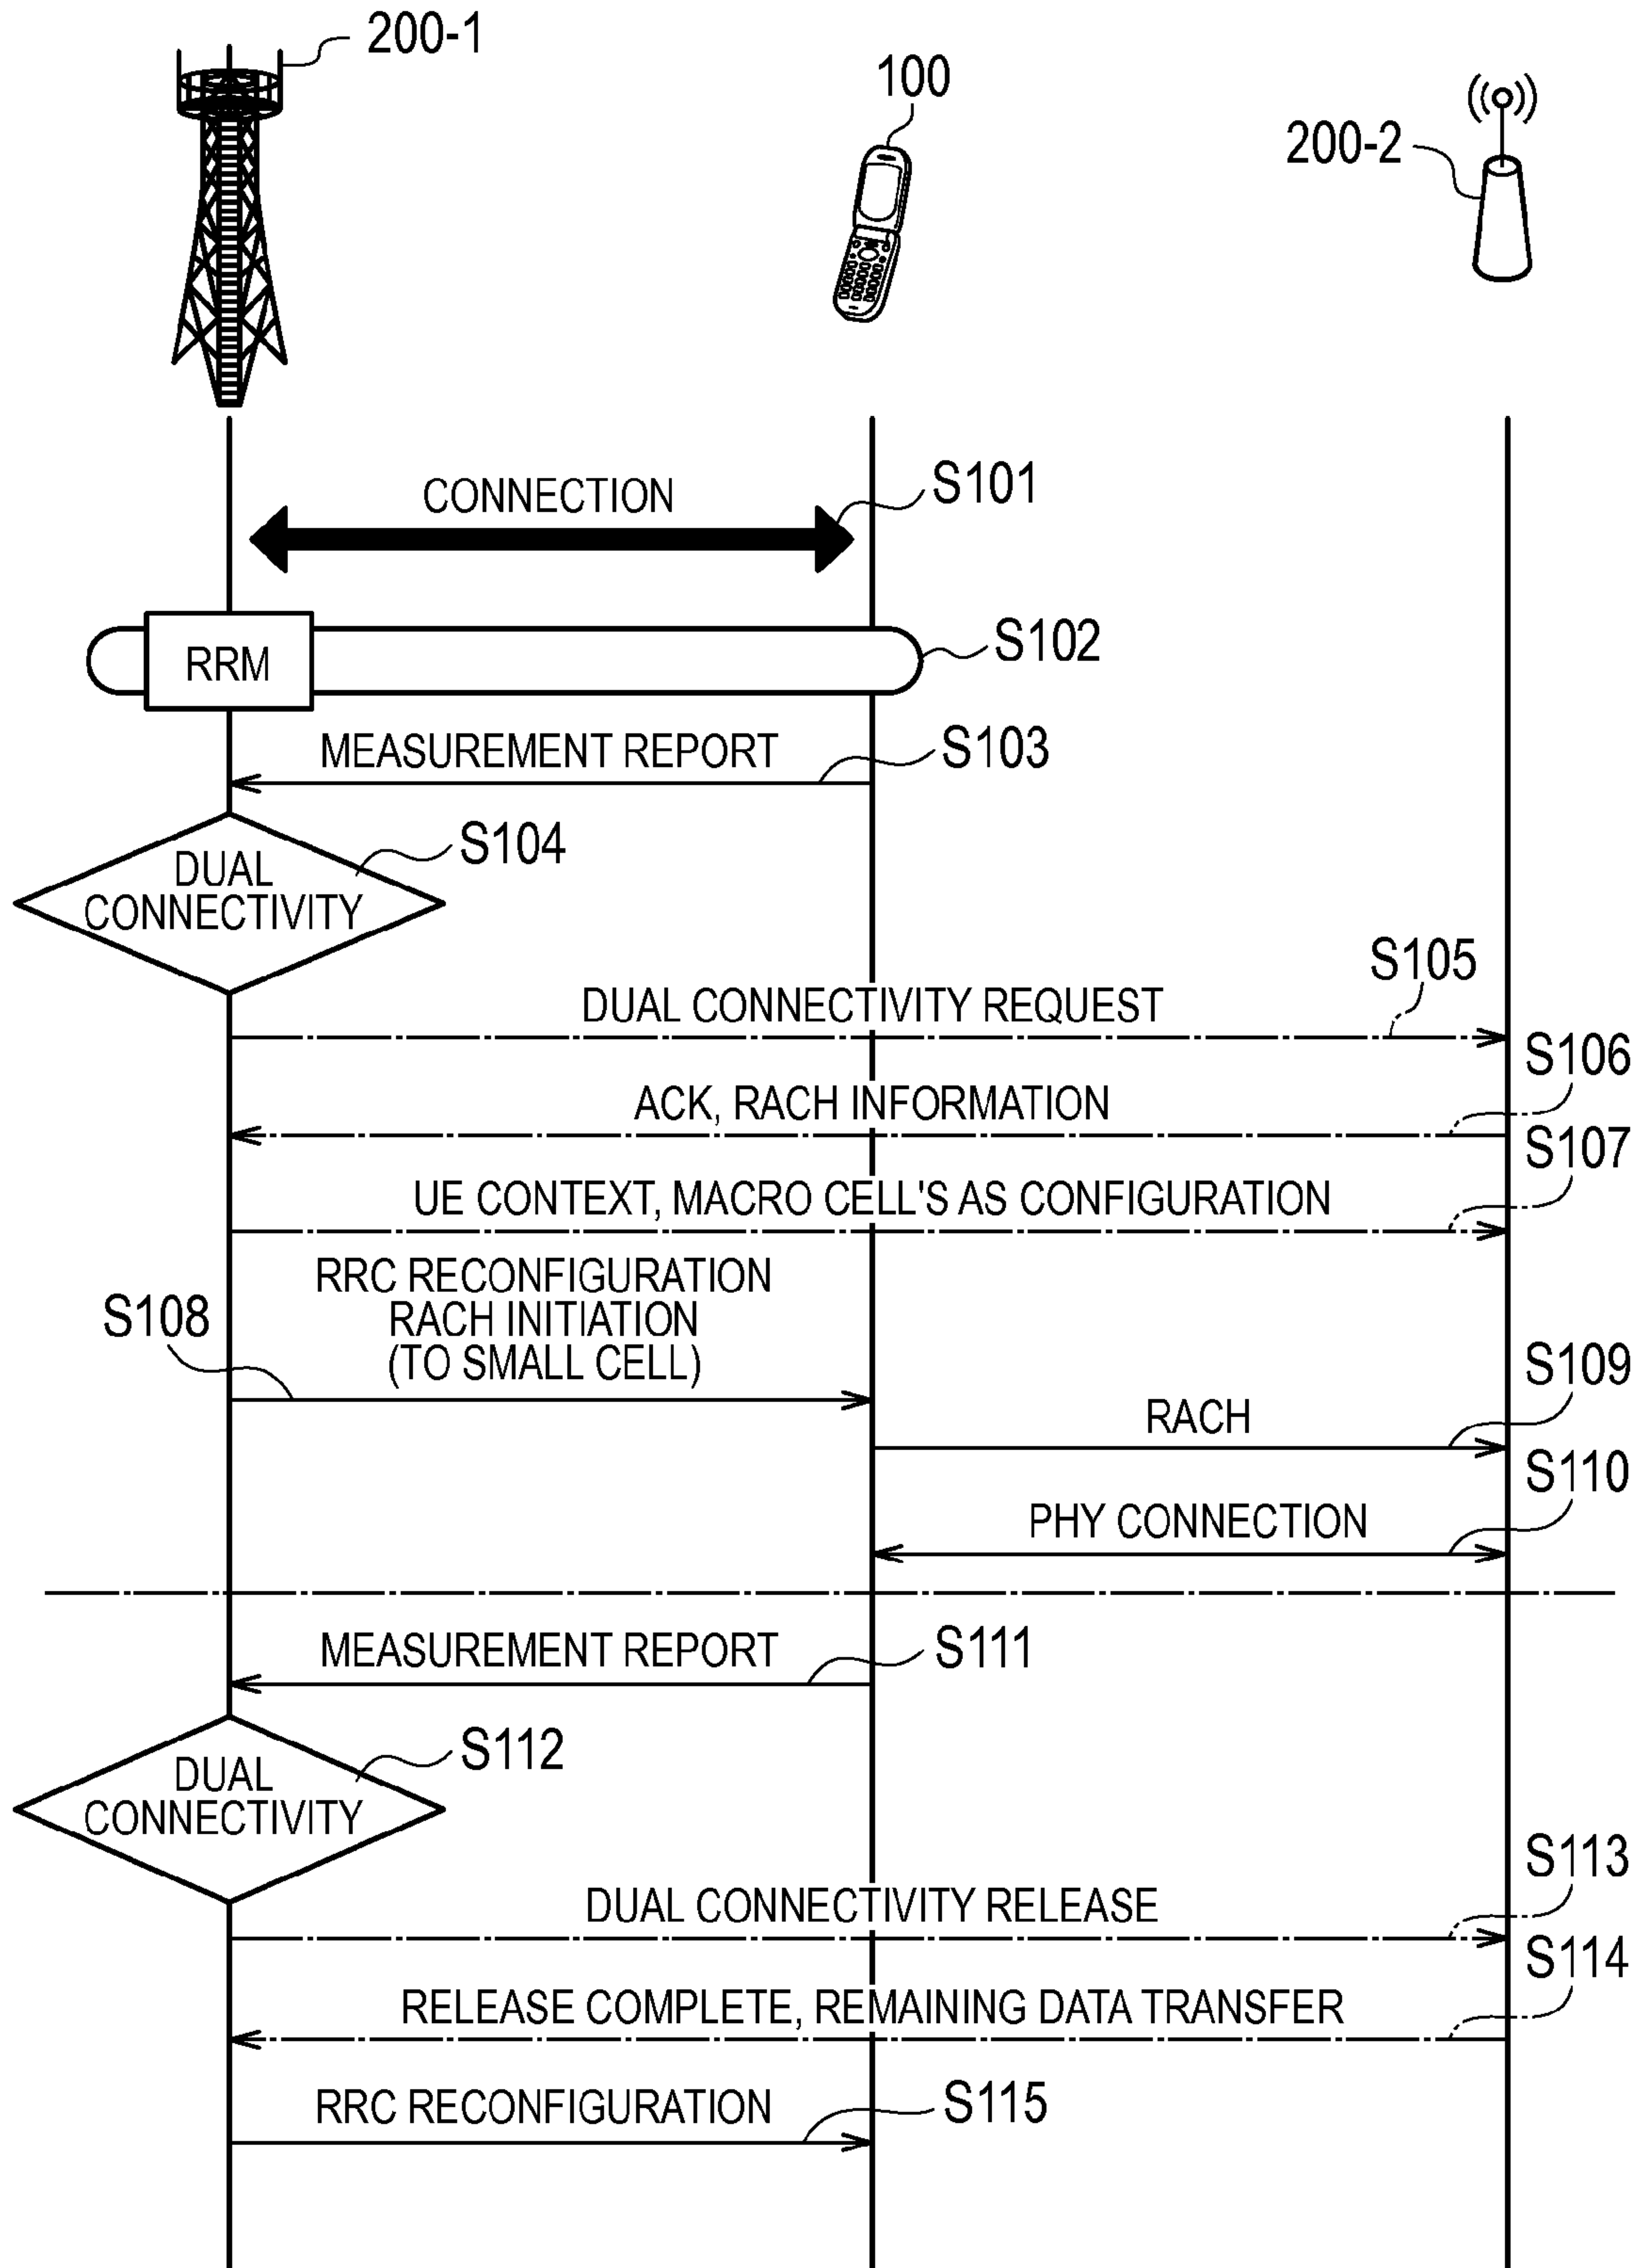 200-1
100
200-2
CONNECTION
S101
RRM
S102
MEASUREMENT REPORT
S103
DUAL
CONNECTIVITY
S104
DUAL CONNECTIVITY REQUEST
S105
ACK, RACH INFORMATION
S106
UE CONTEXT, MACRO CELL'S AS CONFIGURATION
S107
RRC RECONFIGURATION
RACH INITIATION
(TO SMALL CELL)
S108
RACH
S109
PHY CONNECTION
S110
MEASUREMENT REPORT
S111
DUAL
CONNECTIVITY
S112
DUAL CONNECTIVITY RELEASE
S113
RELEASE COMPLETE, REMAINING DATA TRANSFER
S114
RRC RECONFIGURATION
S115